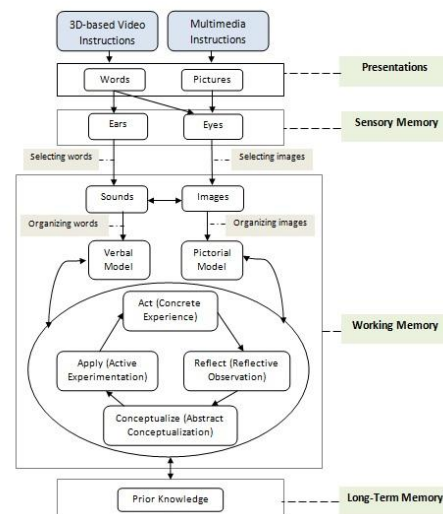 3D-based Video
Instructions
Multimedia
Instructions
Words
Pictures
Presentations
Ears
Eyes
Sensory Memory
Selecting words
Selecting images
Sounds
Images
Organizing words
Organizing images
Verbal
Model
Pictorial
Model
Act (Concrete
Experience)
Working Memory
Apply (Active
Experimentation)
Reflect (Reflective
Observation)
Conceptualize (Abstract
Conceptualization)
Prior Knowledge
Long-Term Memory